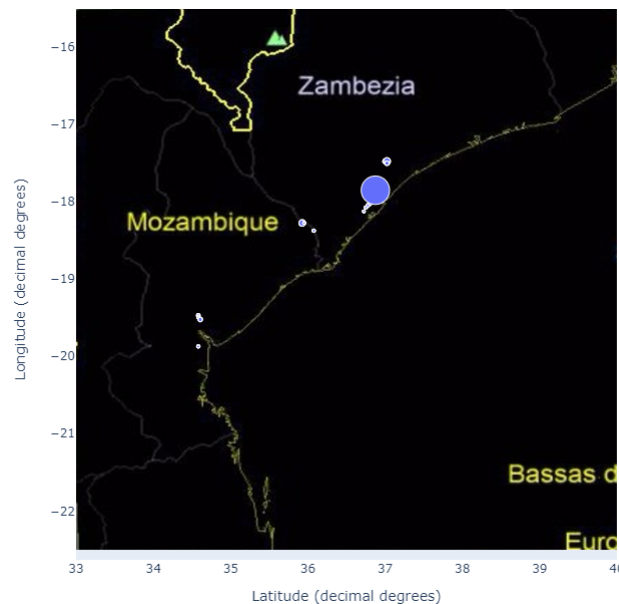 −16
Zambezia
−17
−18
Mozambique
−19
−20
−21
Bassas d
−22
Euro
33
34
35
36
37
38
39
40
Longitude (decimal degrees)
Latitude (decimal degrees)